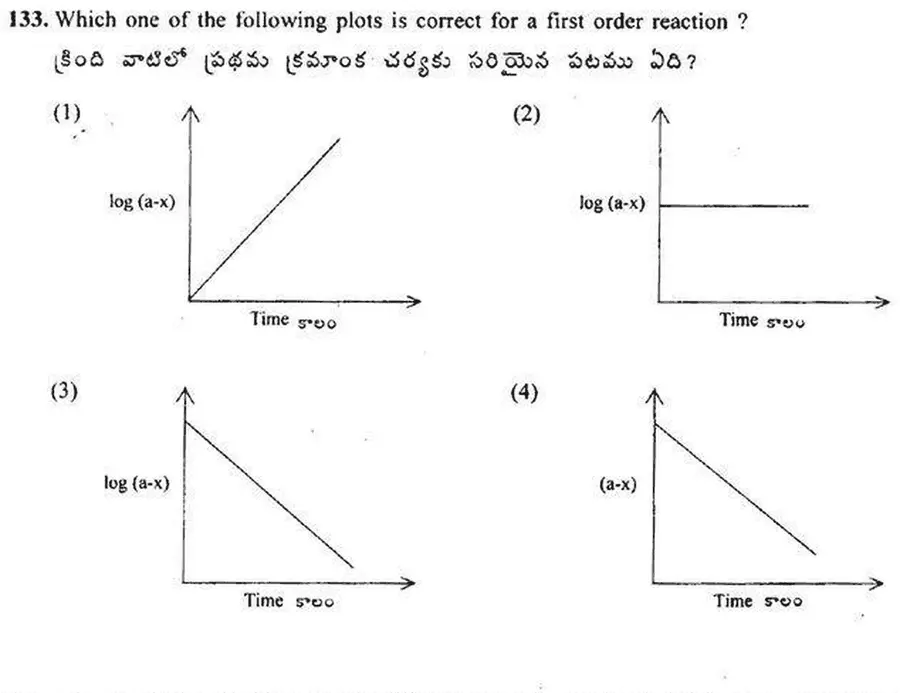 133. Which one of the following plots is correct for a first order reaction ?
క్రింది వాటిలో ప్రథమ క్రమాంక చర్యకు సరియైన పటము ఏది?
(1) (2)
log (a-x) log (a-x)
Time కాలం Time కాలం
(3) (4)
log (a-x) (a-x)
Time కాలం Time కాలం